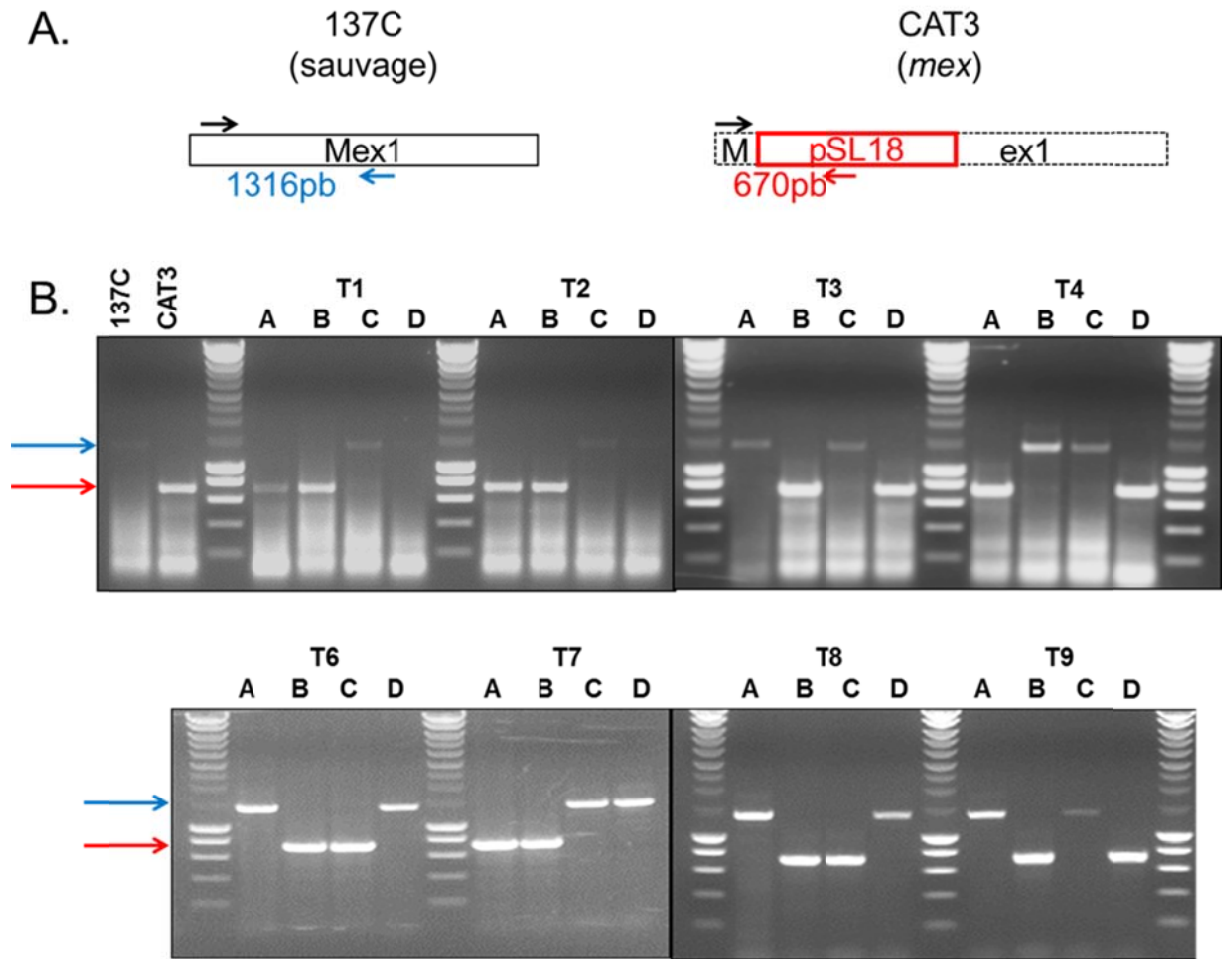 A.
137C
(sauvage)
CAT3
(mex)
Mex1
1316pb
M pSL18 ex1
670pb
B.
137C CAT3 T1 T2 T3 T4
A B C D A B C D A B C D A B C D
T6 T7 T8 T9
A B C D A B C D A B C D A B C D